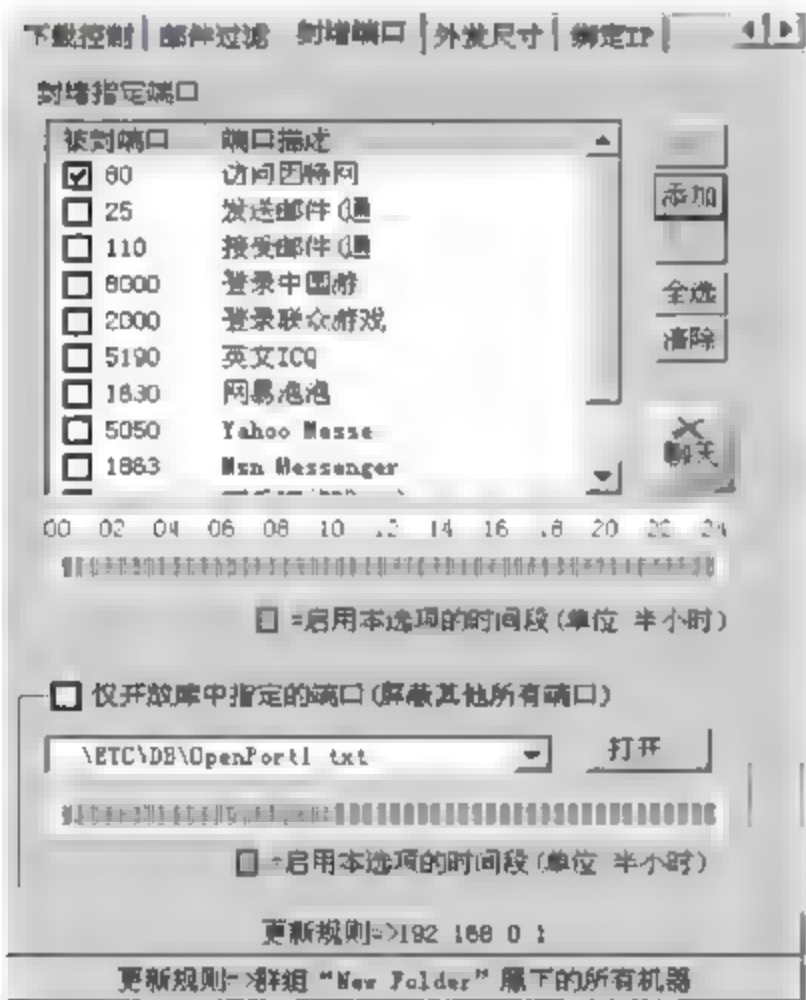 下载控制 邮件过滤 封堵端口 外发尺寸 绑定IP
封堵指定端口
被封端口 端口描述
80 访问因特网
25 发送邮件(通
110 接受邮件(通
8000 登录中国游
2000 登录联众游戏
5190 英文ICQ
1630 网易泡泡
5050 Yahoo Messe
1863 Msn Messenger
添加
全选
清除
聊天
00 02 04 06 08 10 12 14 16 18 20 22 24
=启用本选项的时间段(单位 半小时)
仅开放库中指定的端口(屏蔽其他所有端口)
\ETC\DB\OpenPort1 txt
打开
=启用本选项的时间段(单位 半小时)
更新规则=>192 168 0 1
更新规则->群组 “New Folder” 属下的所有机器